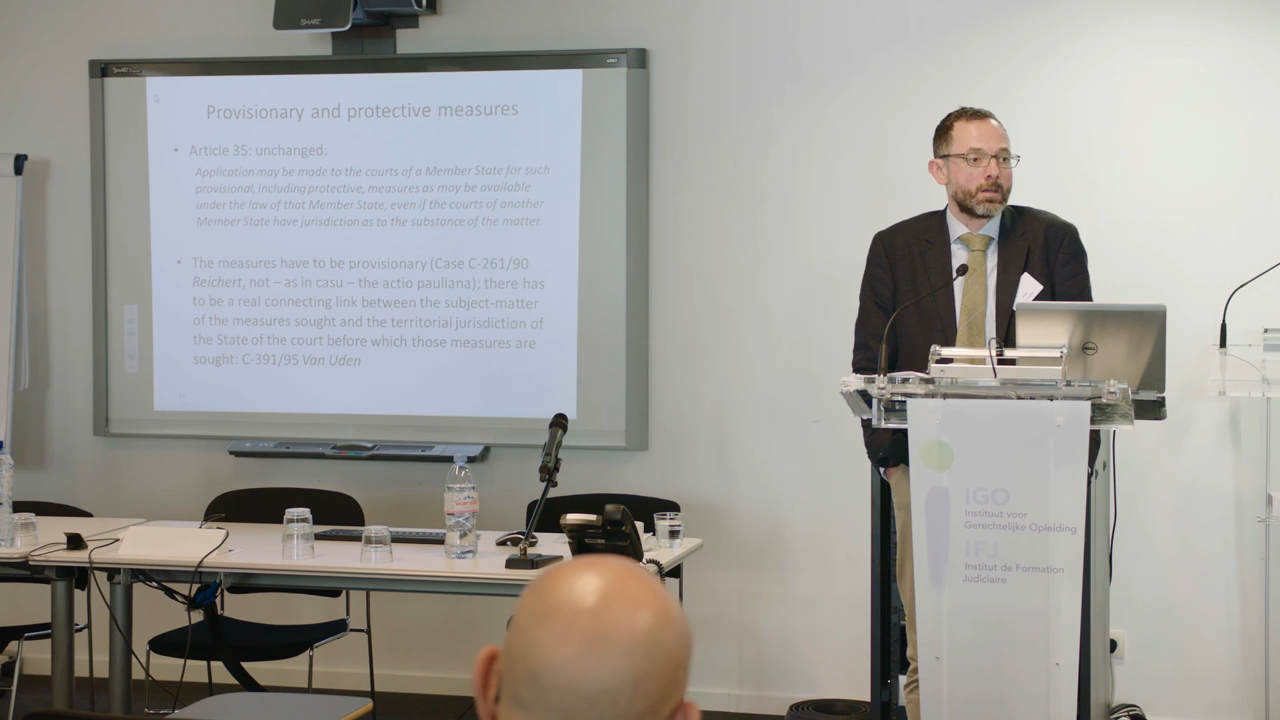 SMART
SMART
Provisionary and protective measures
• Article 35: unchanged:
Application may be made to the courts of a Member State for such
provisional, including protective, measures as may be available
under the law of that Member State, even if the courts of another
Member State have jurisdiction as to the substance of the matter.
• The measures have to be provisionary (Case C-261/90
Reichert, not – as in casu – the actio pauliana); there has
to be a real connecting link between the subject-matter
of the measures sought and the territorial jurisdiction of
the State of the court before which those measures are
sought: C-391/95 Van Uden
DELL
IGO
Instituut voor
Gerechtelijke Opleiding
IFJ
Institut de Formation
Judiciaire